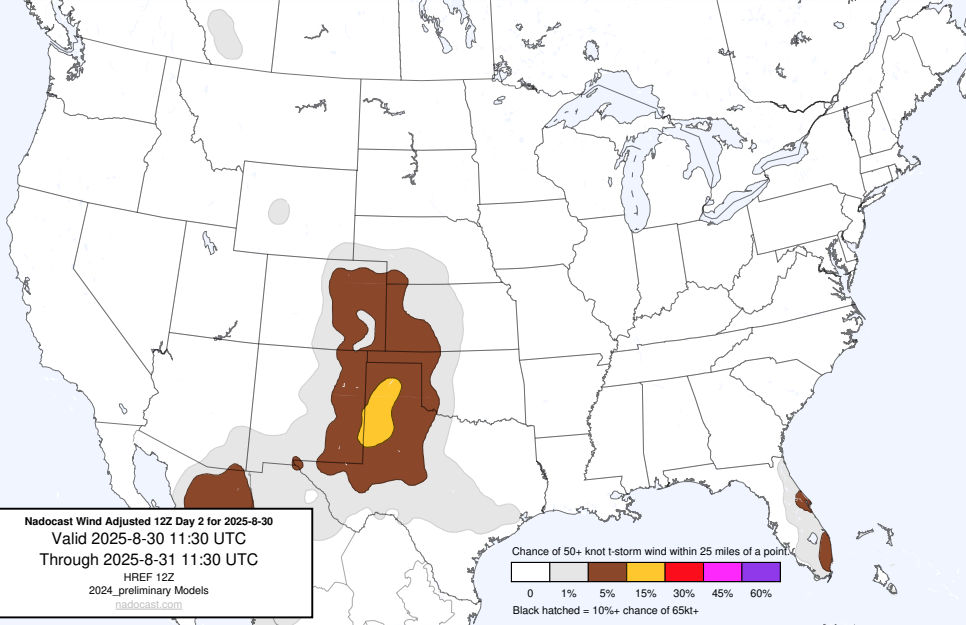 Nadocast Wind Adjusted 12Z Day 2 for 2025-8-30
Valid 2025-8-30 11:30 UTC
Through 2025-8-31 11:30 UTC
HREF 12Z
2024_preliminary Models
nadocast.com
Chance of 50+ knot t-storm wind within 25 miles of a point.
0 1% 5% 15% 30% 45% 60%
Black hatched = 10%+ chance of 65kt+